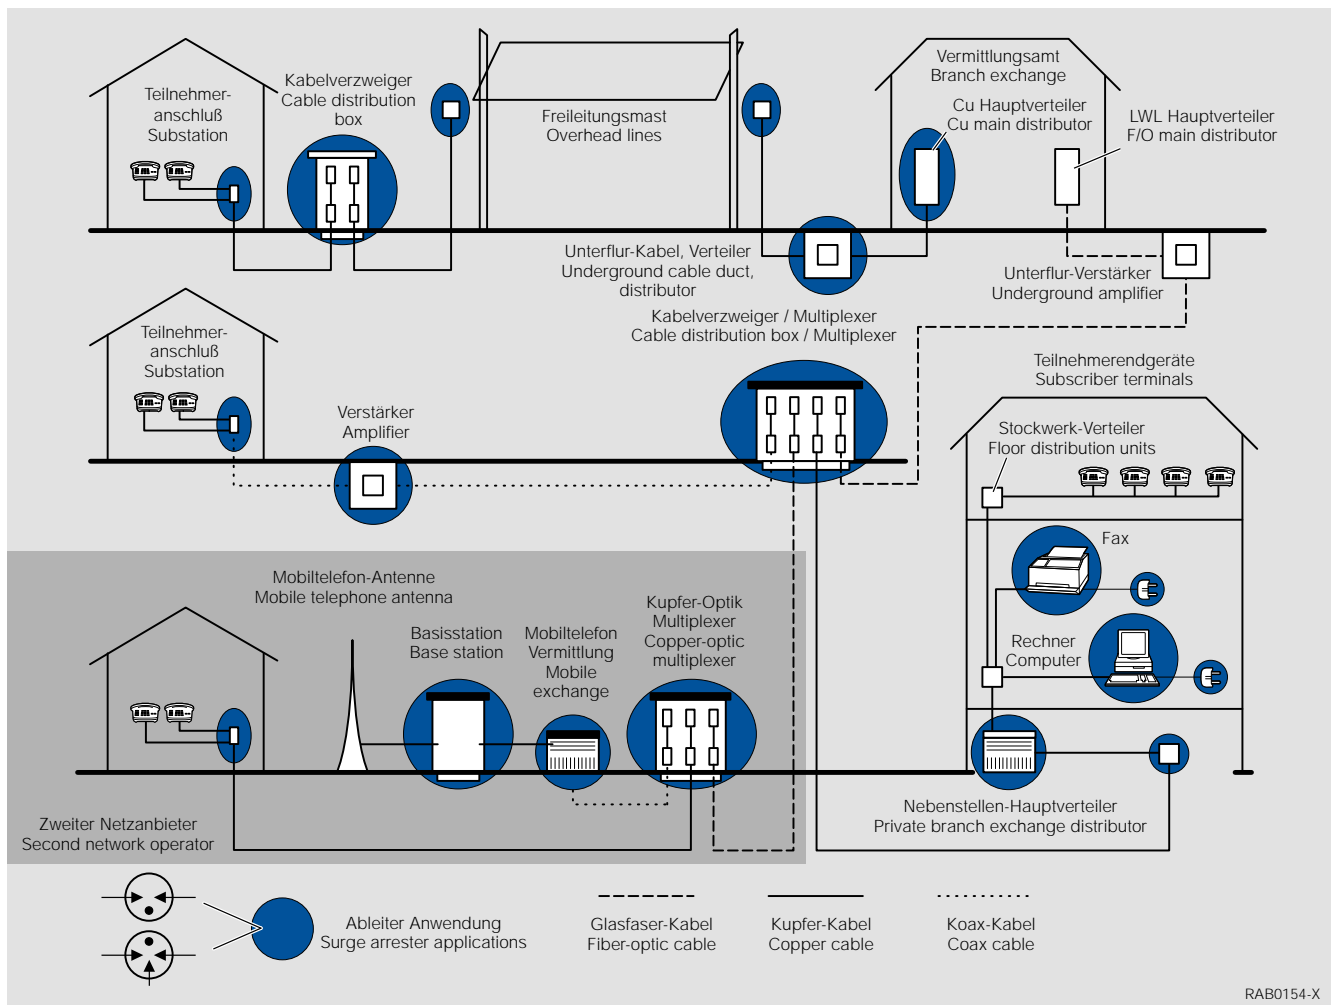 Teilnehmer-
anschluß
Substation
Kabelverzweiger
Cable distribution
box
Freileitungsmast
Overhead lines
Vermittlungsamt
Branch exchange
Cu Hauptverteiler
Cu main distributor
LWL Hauptverteiler
F/O main distributor
Unterflur-Kabel, Verteiler
Underground cable duct,
distributor
Unterflur-Verstärker
Underground amplifier
Teilnehmer-
anschluß
Substation
Verstärker
Amplifier
Kabelverzweiger / Multiplexer
Cable distribution box / Multiplexer
Teilnehmerendgeräte
Subscriber terminals
Stockwerk-Verteiler
Floor distribution units
Fax
Rechner
Computer
Nebenstellen-Hauptverteiler
Private branch exchange distributor
Mobiltelefon-Antenne
Mobile telephone antenna
Basisstation
Base station
Mobiltelefon
Vermittlung
Mobile
exchange
Kupfer-Optik
Multiplexer
Copper-optic
multiplexer
Zweiter Netzanbieter
Second network operator
Ableiter Anwendung
Surge arrester applications
Glasfaser-Kabel
Fiber-optic cable
Kupfer-Kabel
Copper cable
Koax-Kabel
Coax cable
RAB0154-X